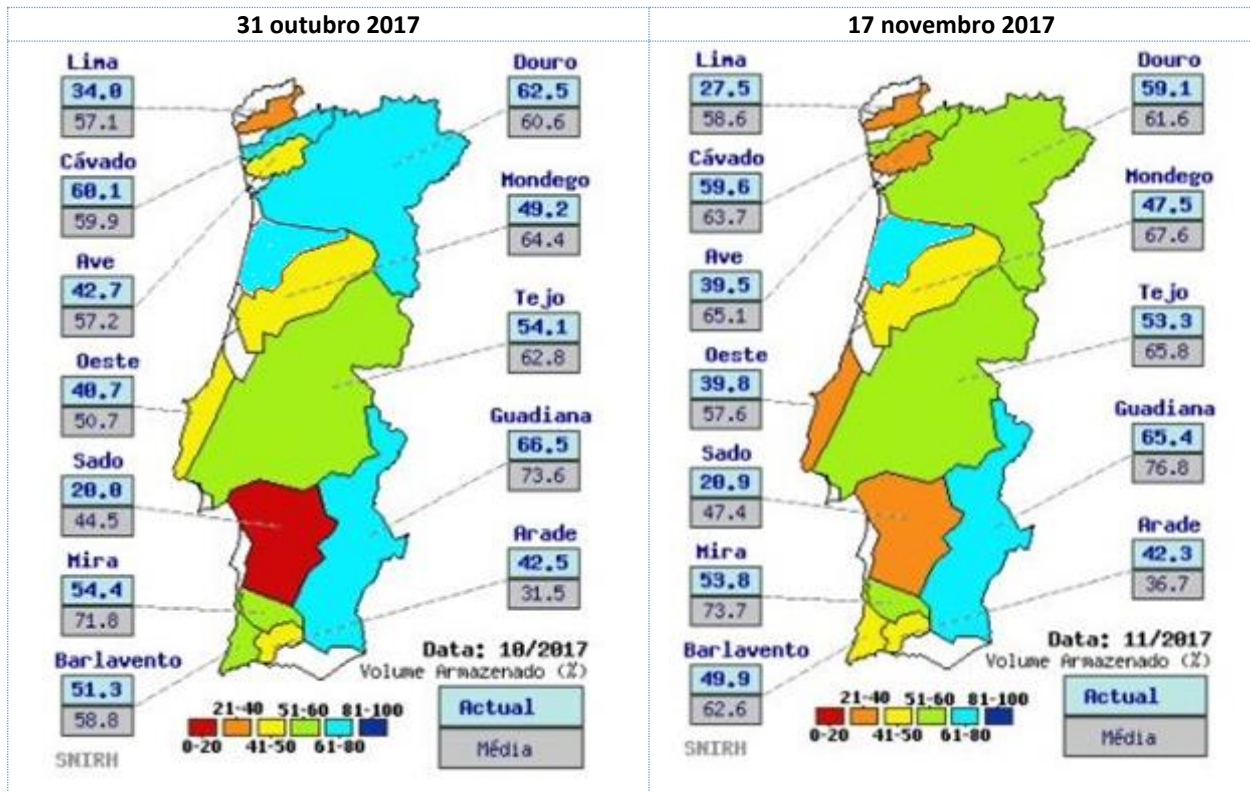 31 outubro 2017
Lima
34.0
57.1
Cávado
60.1
59.9
Ave
42.7
57.2
Oeste
40.7
50.7
Sado
20.0
44.5
Mira
54.4
71.8
Barlavento
51.3
58.8
SNIRH
Douro
62.5
60.6
Mondego
49.2
64.4
Tejo
54.1
62.8
Guadiana
66.5
73.6
Arade
42.5
31.5
Data: 10/2017
Volume Armazenado (%)
Actual
Média
21-40 51-60 81-100
0-20 41-50 61-80
17 novembro 2017
Lima
27.5
58.6
Cávado
59.6
63.7
Ave
39.5
65.1
Oeste
39.8
57.6
Sado
20.9
47.4
Mira
53.8
73.7
Barlavento
49.9
62.6
SNIRH
Douro
59.1
61.6
Mondego
47.5
67.6
Tejo
53.3
65.8
Guadiana
65.4
76.8
Arade
42.3
36.7
Data: 11/2017
Volume Armazenado (%)
Actual
Média
21-40 51-60 81-100
0-20 41-50 61-80